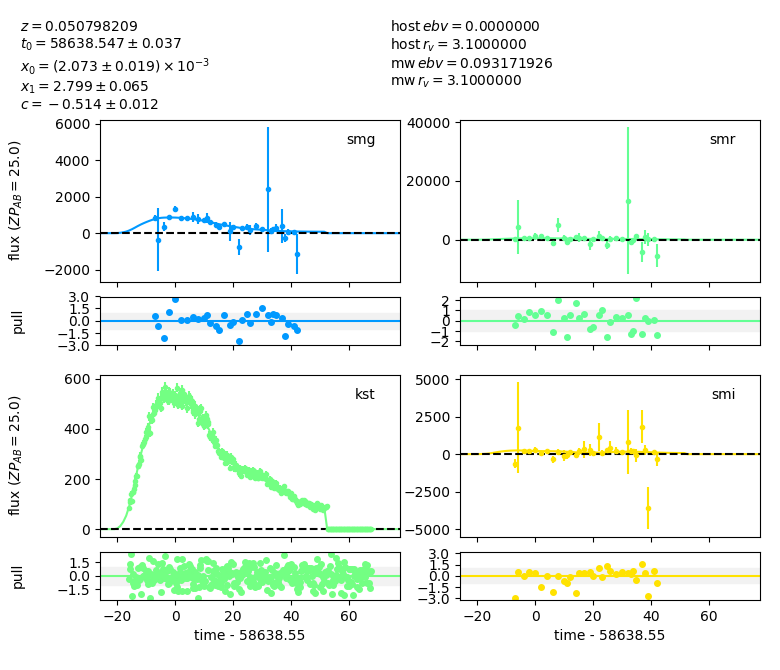 z = 0.050798209
t₀ = 58638.547 ± 0.037
x₀ = (2.073 ± 0.019) × 10⁻³
x₁ = 2.799 ± 0.065
c = −0.514 ± 0.012
host ebv = 0.0000000
host r_v = 3.1000000
mw ebv = 0.093171926
mw r_v = 3.1000000
flux (ZP_AB = 25.0)
6000
4000
2000
0
−2000
smg
40000
20000
0
smr
pull
3.0
1.5
0.0
−1.5
−3.0
2
1
0
−1
−2
flux (ZP_AB = 25.0)
600
400
200
0
kst
5000
2500
0
−2500
−5000
smi
pull
1.5
0.0
−1.5
3.0
1.5
0.0
−1.5
−3.0
−20 0 20 40 60
−20 0 20 40 60
time - 58638.55
time - 58638.55